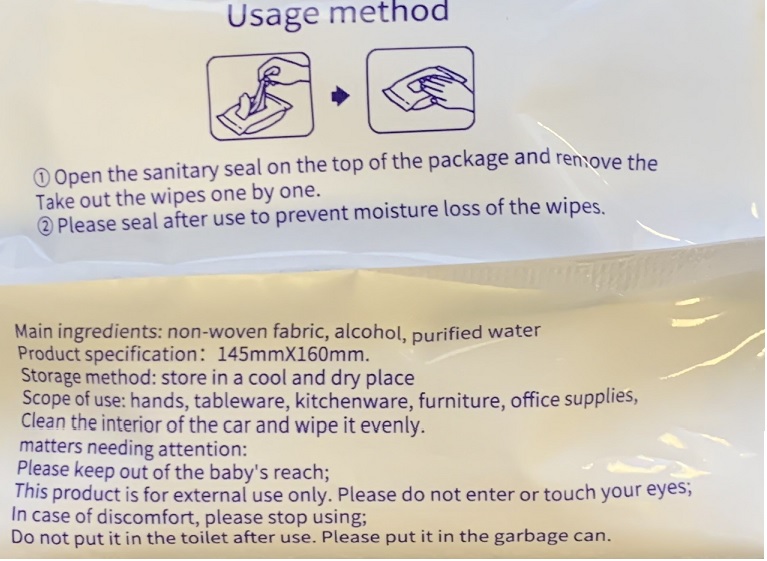 Usage method
① Open the sanitary seal on the top of the package and remove the
Take out the wipes one by one.
② Please seal after use to prevent moisture loss of the wipes.
Main ingredients: non-woven fabric, alcohol, purified water
Product specification: 145mmX160mm.
Storage method: store in a cool and dry place
Scope of use: hands, tableware, kitchenware, furniture, office supplies,
Clean the interior of the car and wipe it evenly.
matters needing attention:
Please keep out of the baby's reach;
This product is for external use only. Please do not enter or touch your eyes;
In case of discomfort, please stop using;
Do not put it in the toilet after use. Please put it in the garbage can.